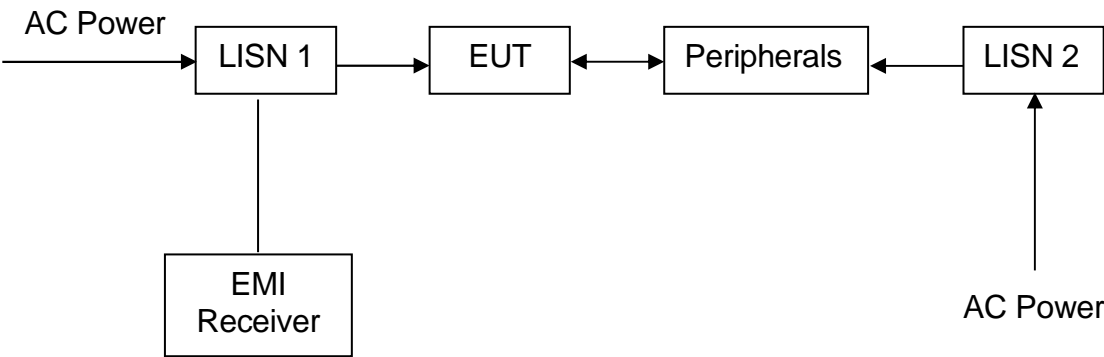 AC Power
LISN 1
EUT
Peripherals
LISN 2
EMI
Receiver
AC Power